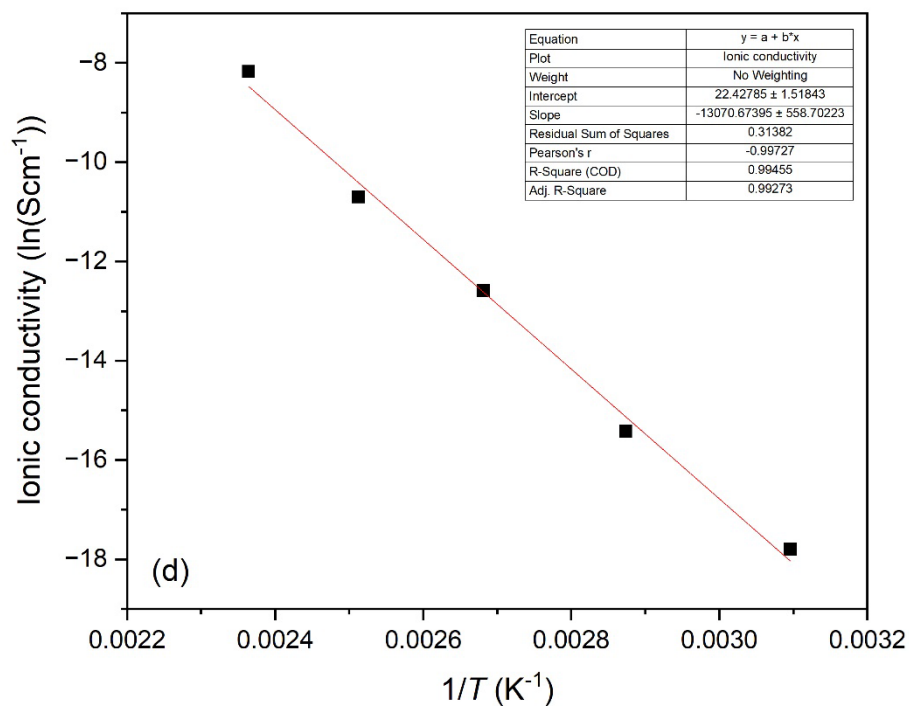 Ionic conductivity (ln(Scm⁻¹))
−8
−10
−12
−14
−16
−18
Equation y = a + b*x
Plot Ionic conductivity
Weight No Weighting
Intercept 22.42785 ± 1.51843
Slope -13070.67395 ± 558.70223
Residual Sum of Squares 0.31382
Pearson's r -0.99727
R-Square (COD) 0.99455
Adj. R-Square 0.99273
(d)
0.0022 0.0024 0.0026 0.0028 0.0030 0.0032
1/T (K⁻¹)